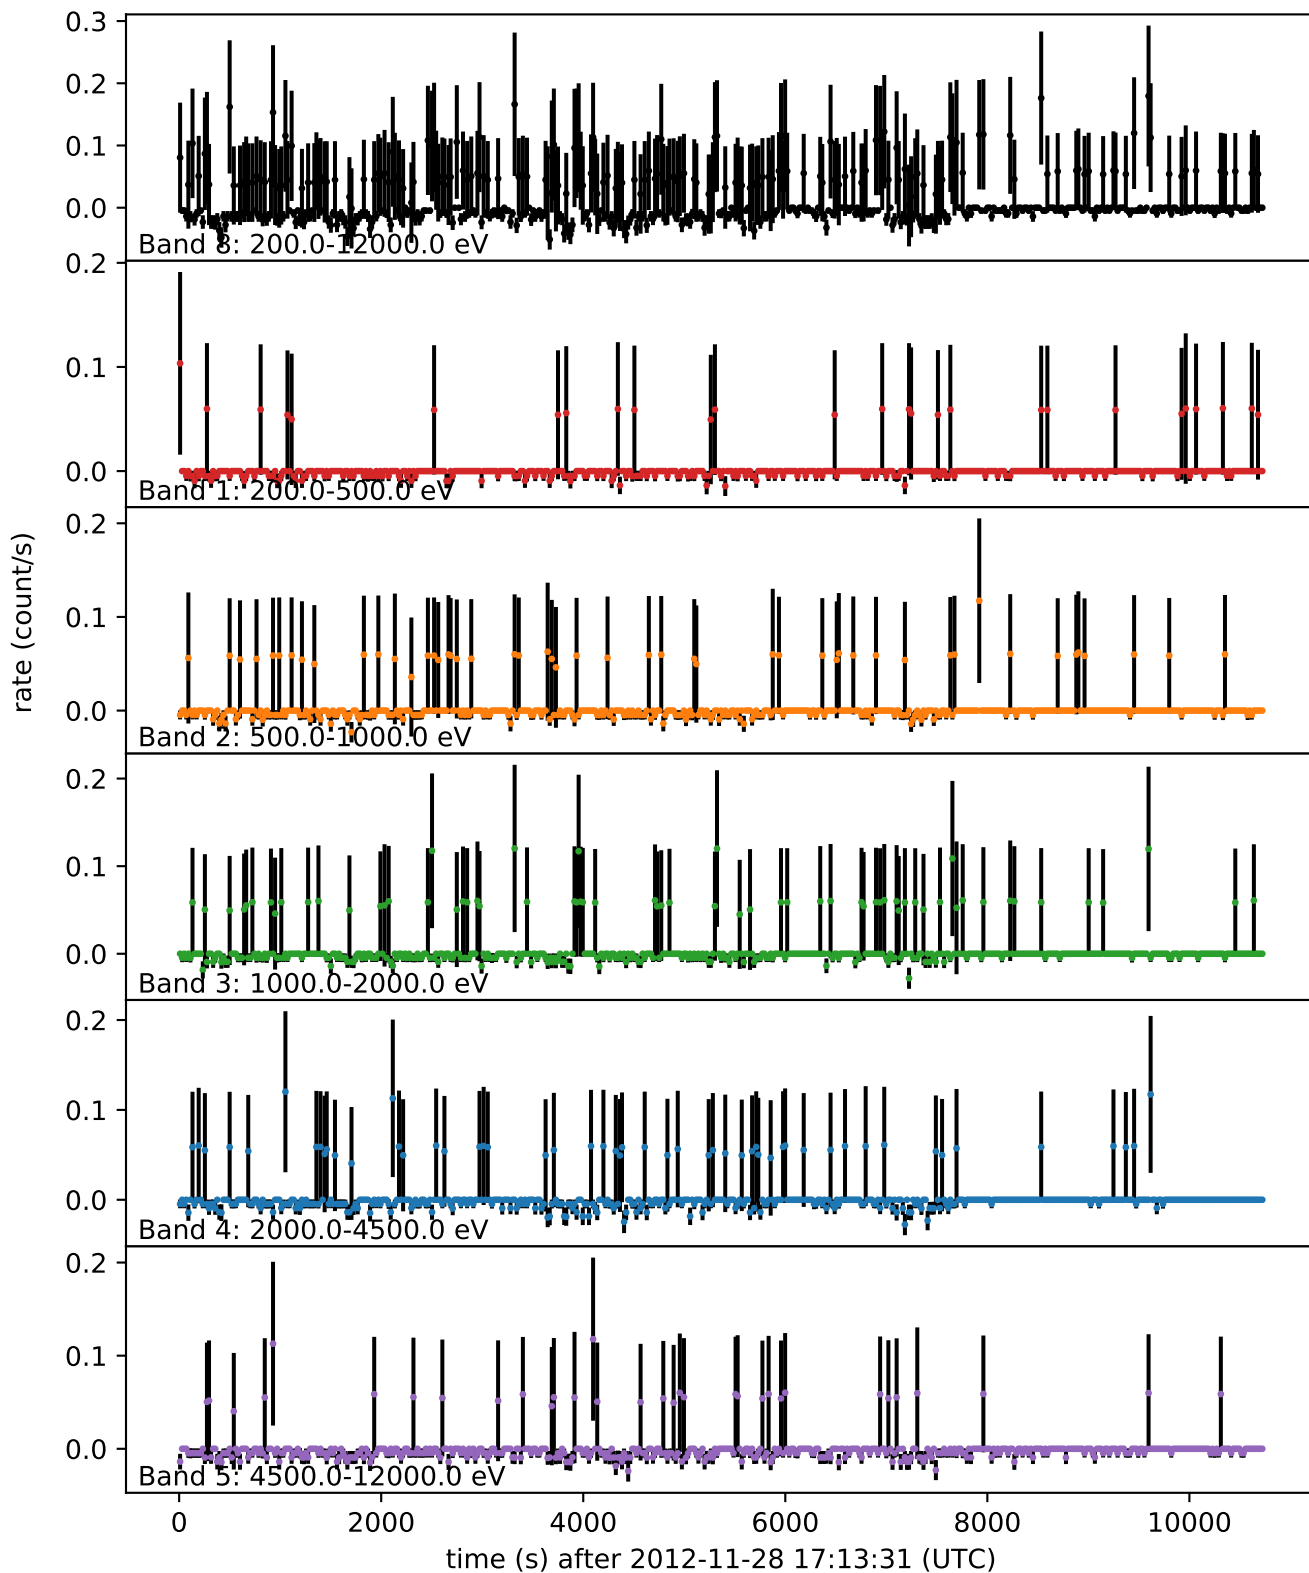 0.3
0.2
0.1
0.0
Band 8: 200.0-12000.0 eV
0.2
0.1
0.0
Band 1: 200.0-500.0 eV
0.2
0.1
0.0
Band 2: 500.0-1000.0 eV
rate (count/s)
0.2
0.1
0.0
Band 3: 1000.0-2000.0 eV
0.2
0.1
0.0
Band 4: 2000.0-4500.0 eV
0.2
0.1
0.0
Band 5: 4500.0-12000.0 eV
0 2000 4000 6000 8000 10000
time (s) after 2012-11-28 17:13:31 (UTC)